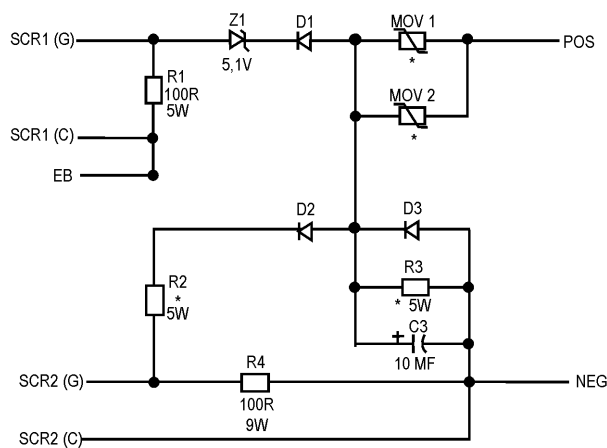 Z1
D1
MOV 1
SCR1 (G)
POS
5,1V
*
R1
100R
5W
MOV 2
*
SCR1 (C)
EB
D2
D3
R2
*
5W
R3
* 5W
C3
+
10 MF
R4
SCR2 (G)
NEG
100R
9W
SCR2 (C)